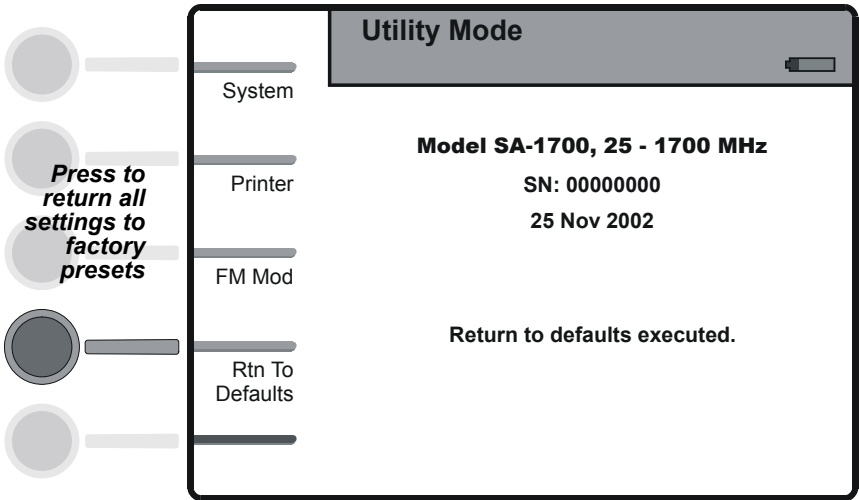 Utility Mode
System
Model SA-1700, 25 - 1700 MHz
Press to
return all
settings to
factory
presets
Printer
SN: 00000000
25 Nov 2002
FM Mod
Rtn To
Defaults
Return to defaults executed.